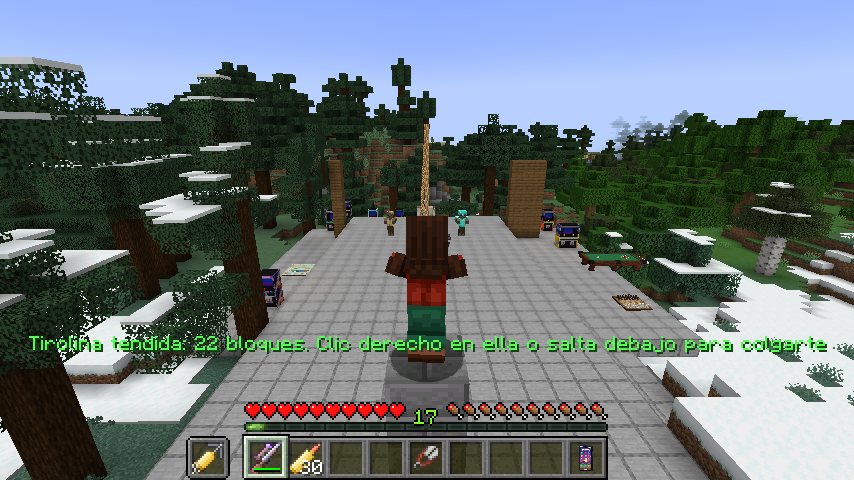 Tirolina tendida: 22 bloques. Clic derecho en ella o salta debajo para colgarte
17
30